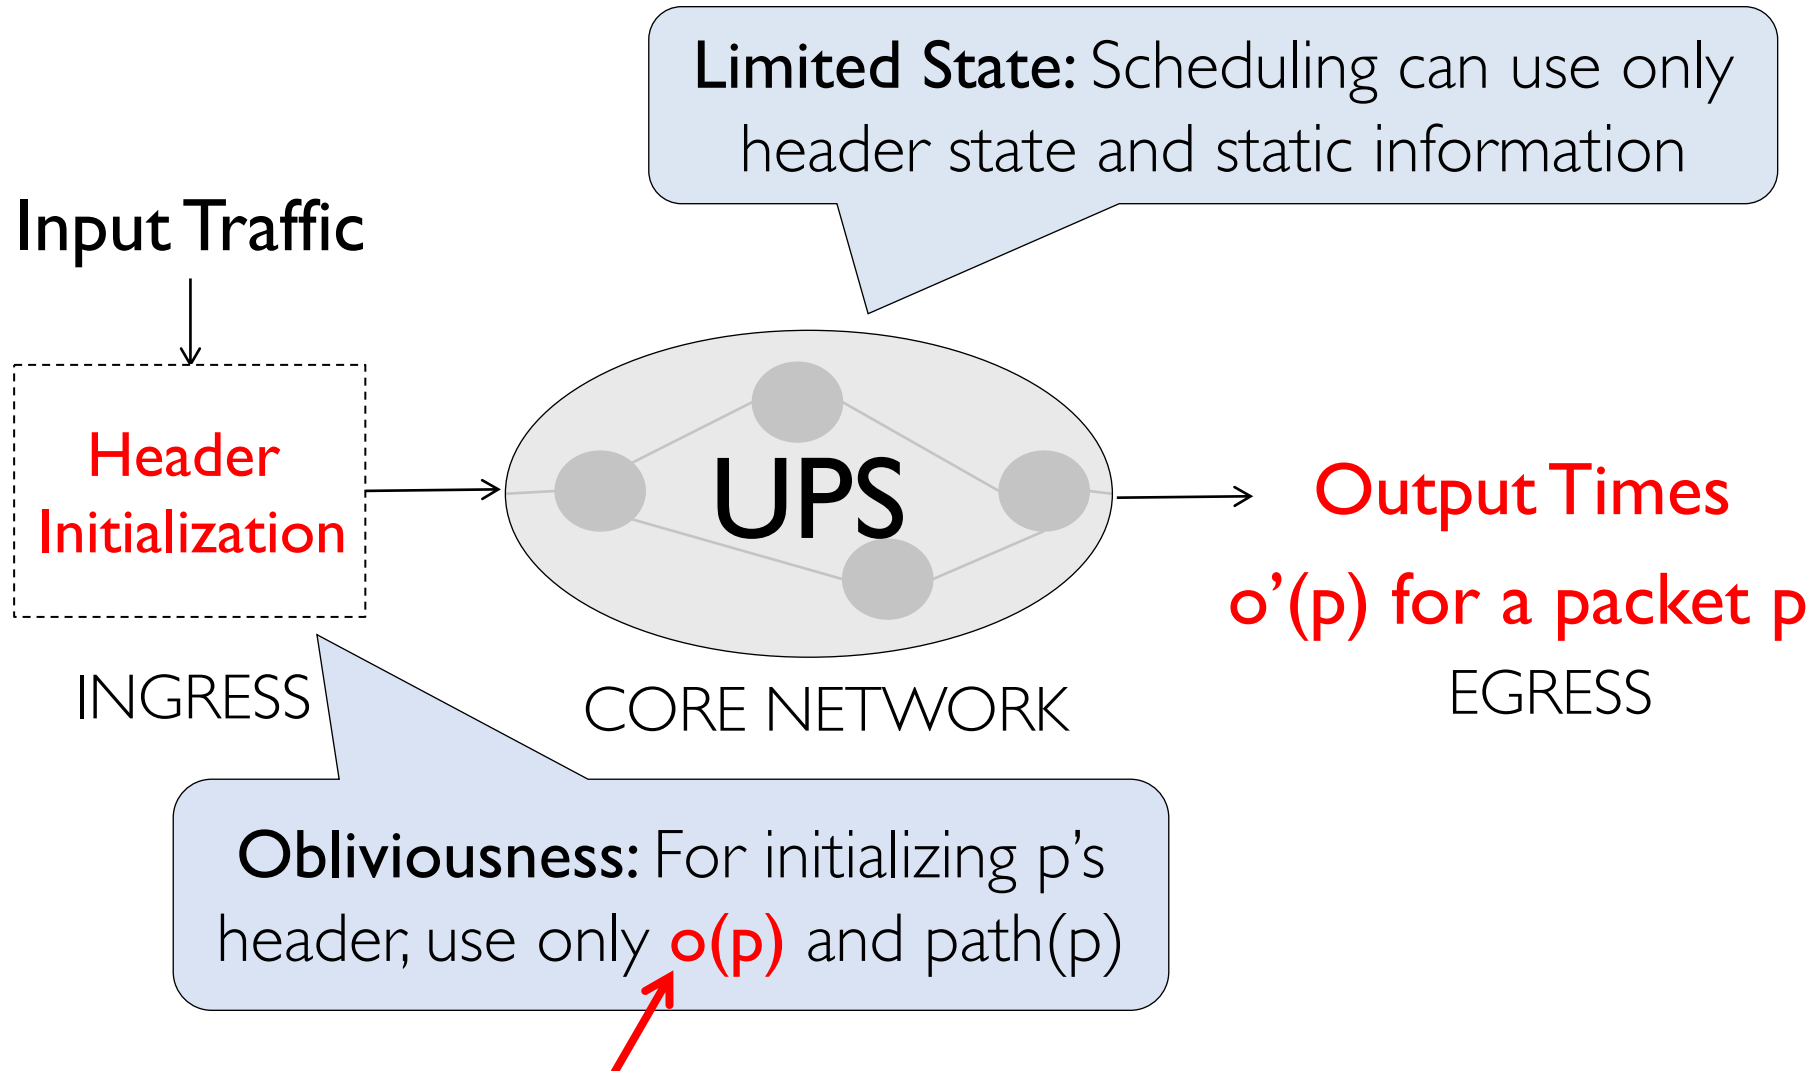 Limited State: Scheduling can use only
header state and static information
Input Traffic
Header
Initialization
UPS
Output Times
o’(p) for a packet p
INGRESS
CORE NETWORK
EGRESS
Obliviousness: For initializing p’s
header, use only o(p) and path(p)